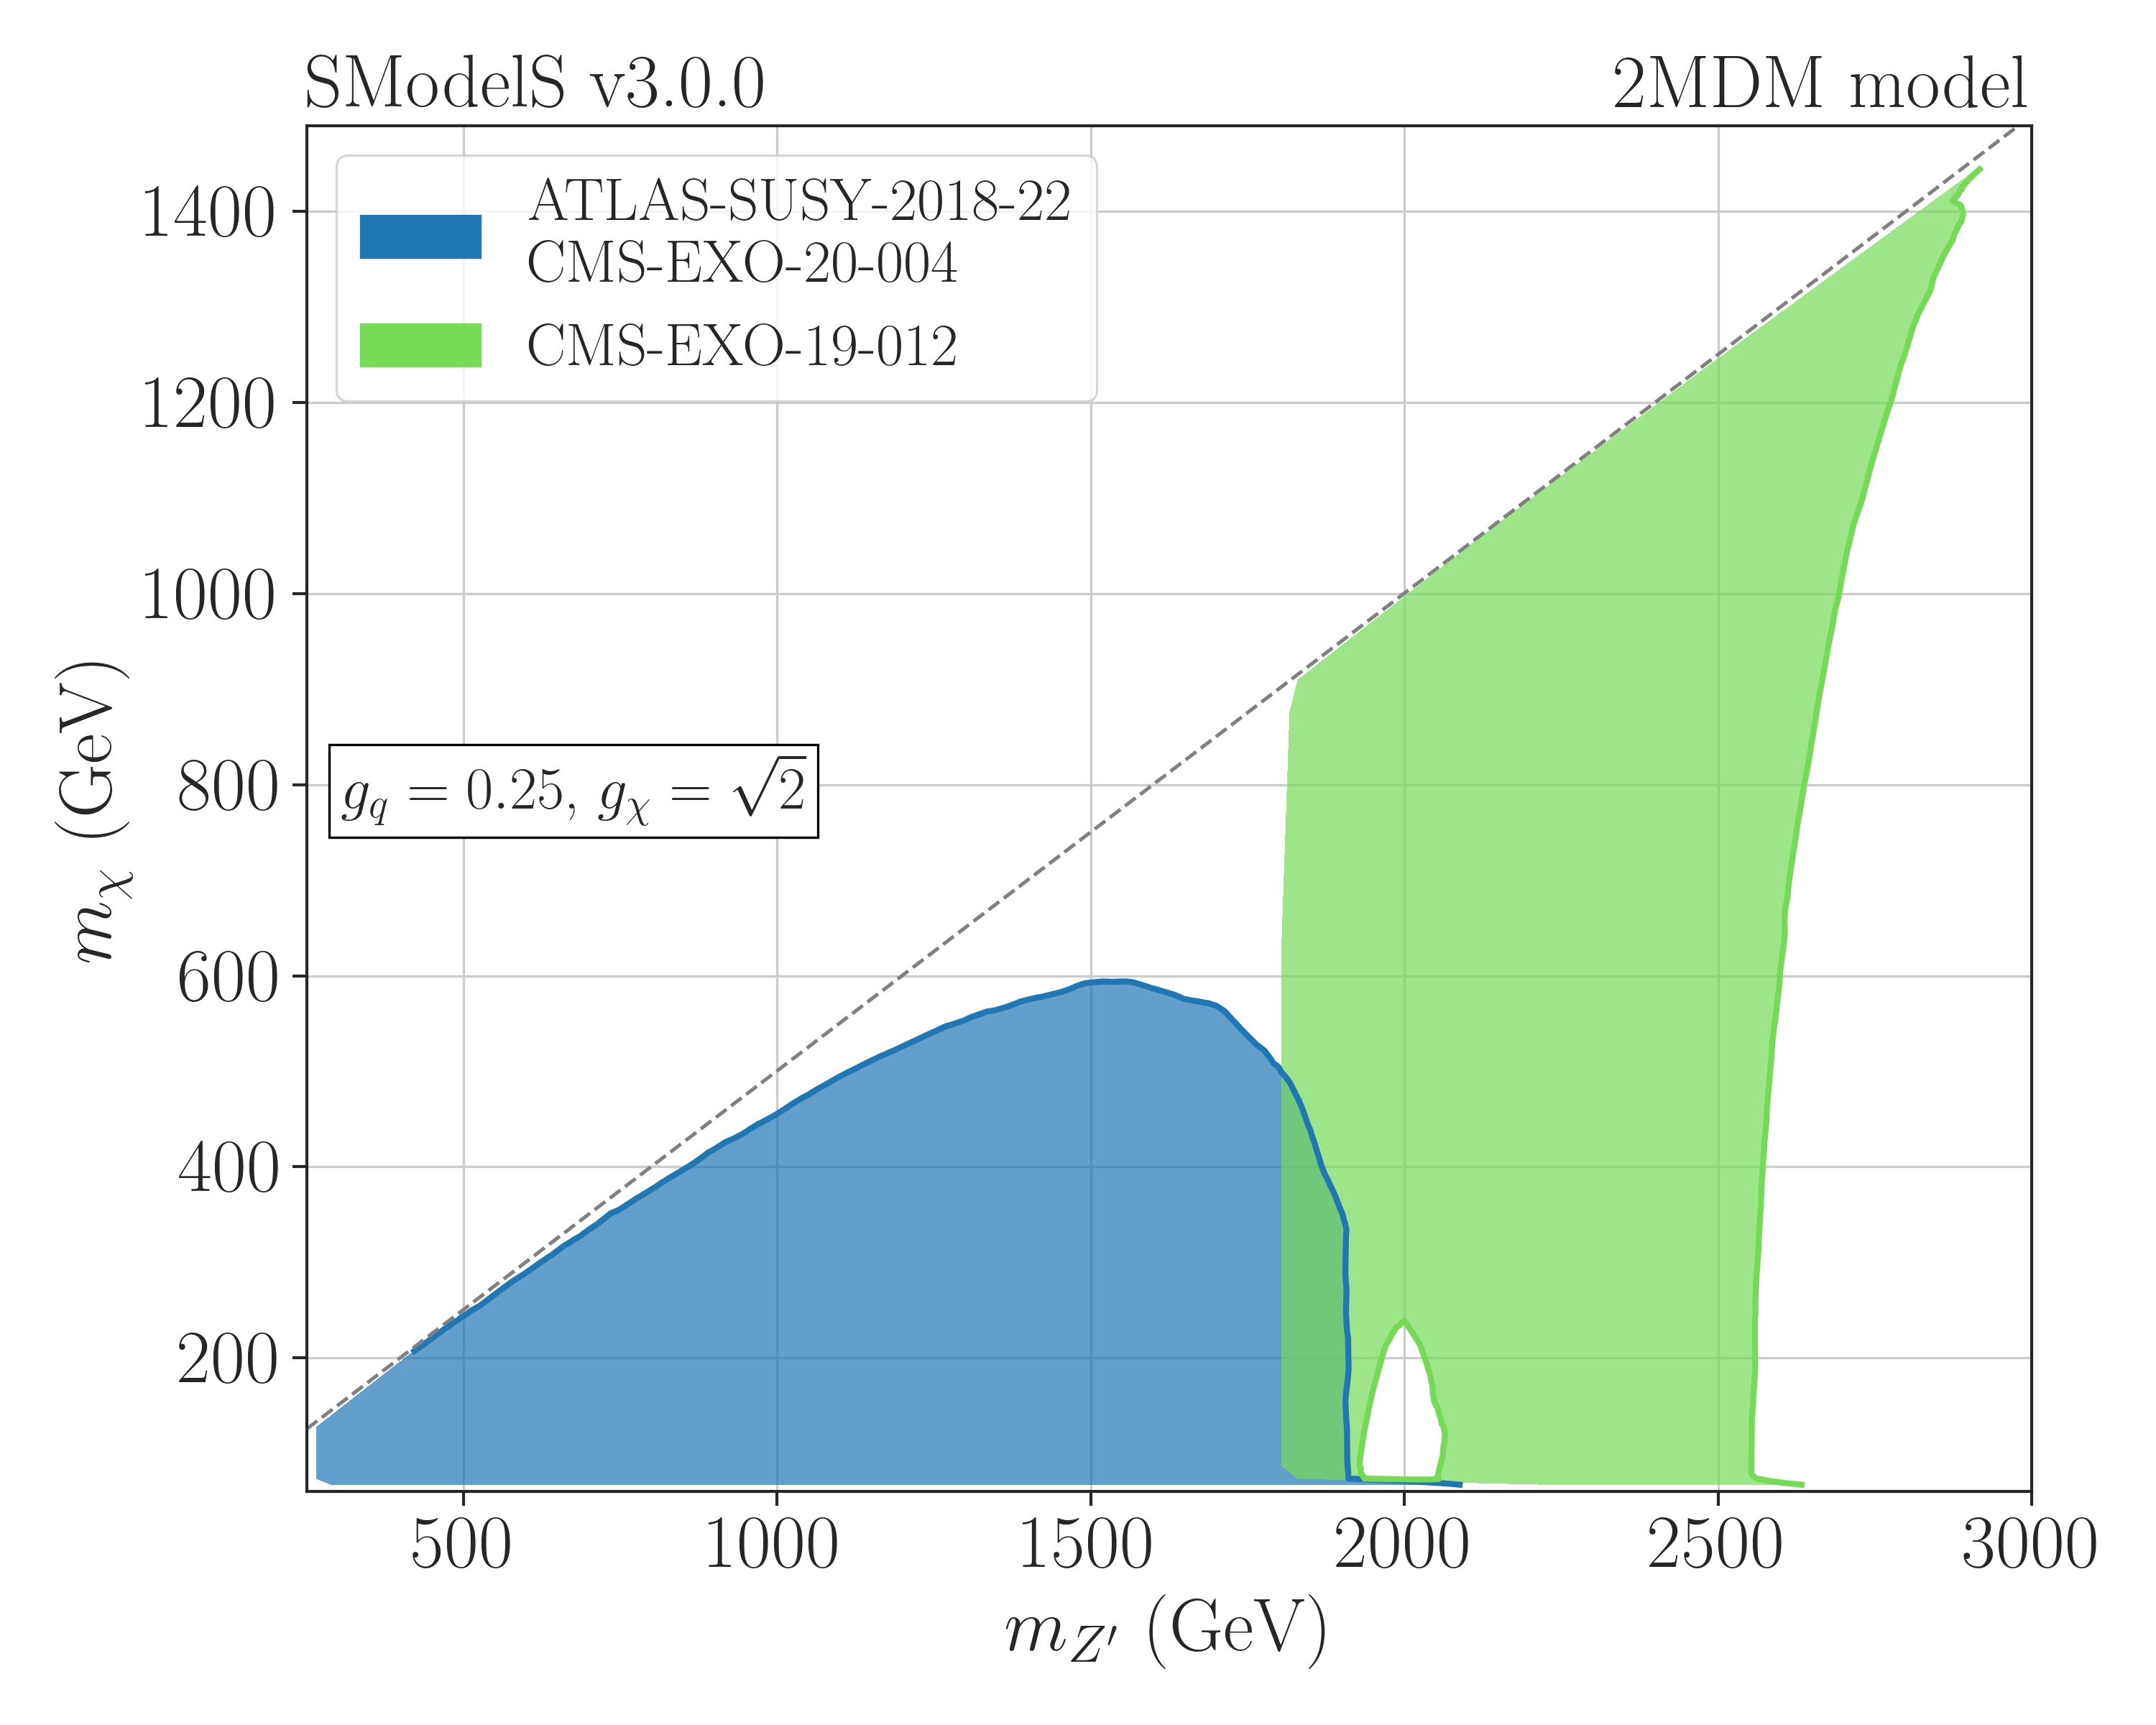 SModelS v3.0.0
2MDM model
ATLAS-SUSY-2018-22
CMS-EXO-20-004
CMS-EXO-19-012
g_q = 0.25, g_χ = √2
m_χ (GeV)
1400
1200
1000
800
600
400
200
500 1000 1500 2000 2500 3000
m_Z′ (GeV)